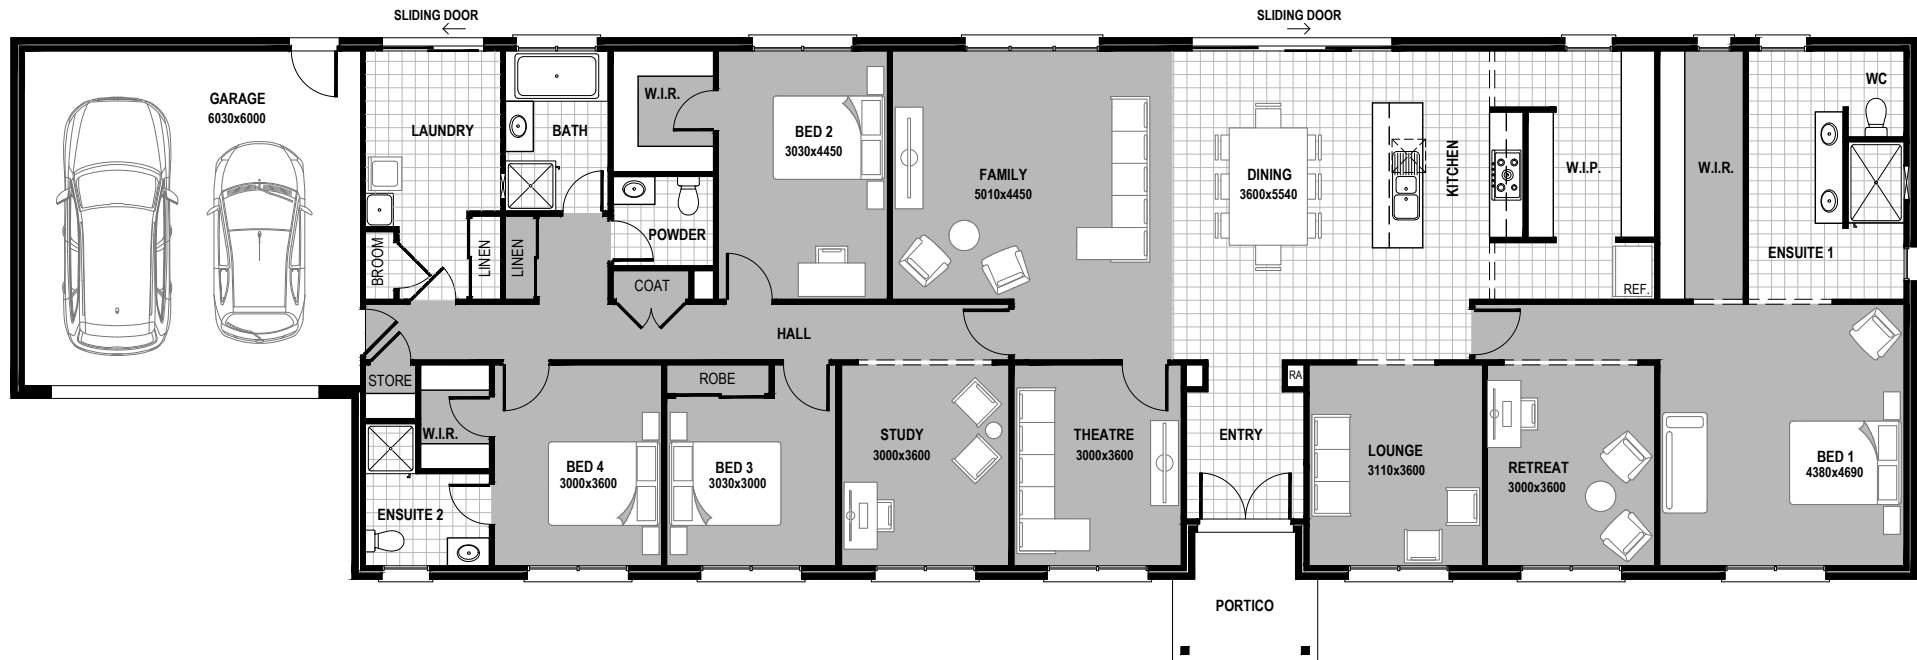 SLIDING DOOR
SLIDING DOOR
GARAGE
6030x6000
LAUNDRY
BATH
W.I.R.
BED 2
3030x4450
FAMILY
5010x4450
DINING
3600x5540
KITCHEN
W.I.P.
W.I.R.
WC
POWDER
BROOM
LINEN
LINEN
COAT
REF.
ENSUITE 1
HALL
STORE
ROBE
RA
W.I.R.
BED 4
3000x3600
BED 3
3030x3000
STUDY
3000x3600
THEATRE
3000x3600
ENTRY
LOUNGE
3110x3600
RETREAT
3000x3600
BED 1
4380x4690
ENSUITE 2
PORTICO